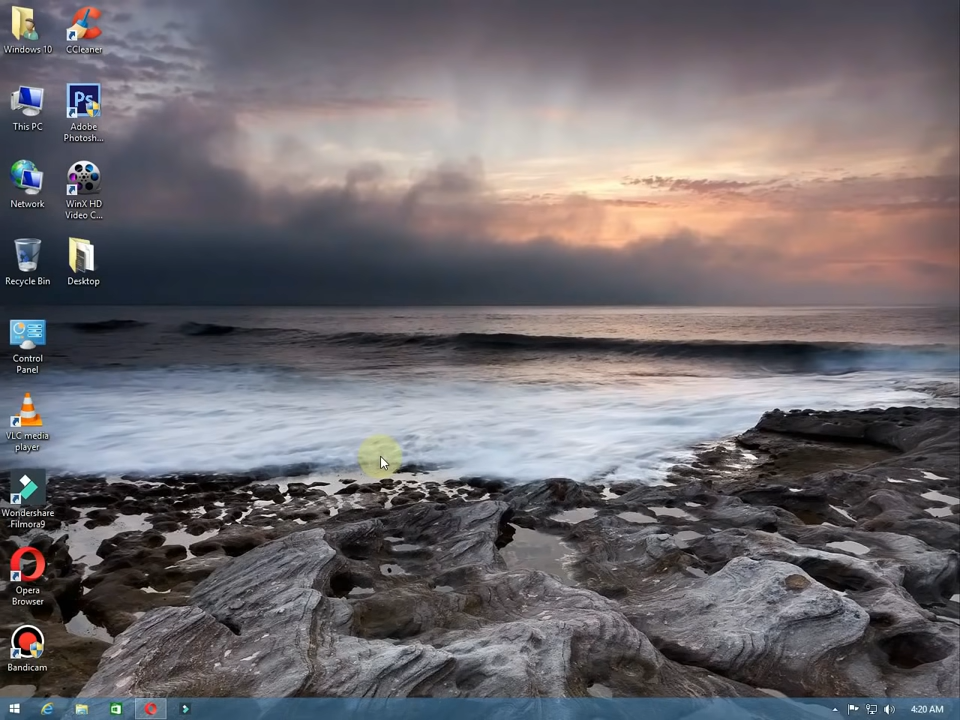 Windows 10
CCleaner
This PC
Ps
Adobe
Photosh...
Network
WinX HD
Video C...
Recycle Bin
Desktop
Control
Panel
VLC media
player
Wondershare
Filmora9
Opera
Browser
Bandicam
4:20 AM